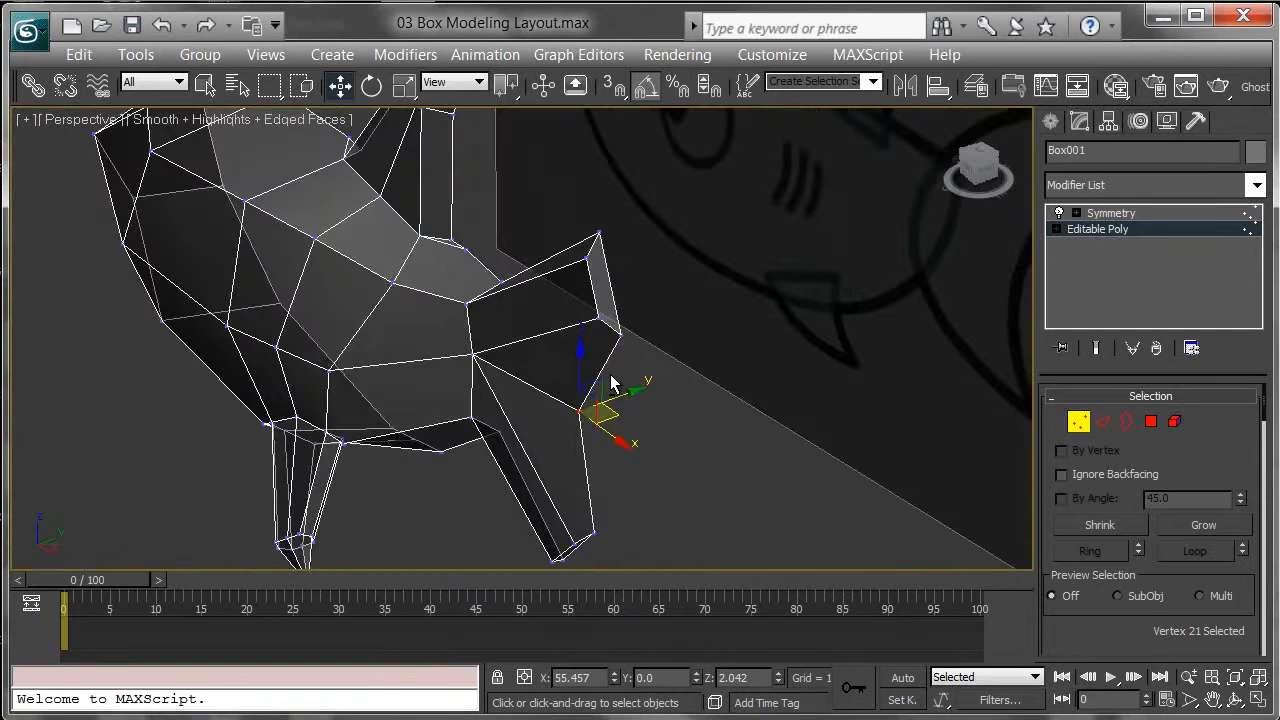 03 Box Modeling Layout.max
Type a keyword or phrase
Edit Tools Group Views Create Modifiers Animation Graph Editors Rendering Customize MAXScript Help
All View Create Selection Se Ghost
[ + ] [ Perspective ] [ Smooth + Highlights + Edged Faces ]
Box001
Modifier List
Symmetry
Editable Poly
z
y
x
z
y
x
Selection
By Vertex
Ignore Backfacing
By Angle: 45.0
Shrink Grow
Ring Loop
Preview Selection
Off SubObj Multi
Vertex 21 Selected
< 0 / 100 >
0 5 10 15 20 25 30 35 40 45 50 55 60 65 70 75 80 85 90 95 100
X: 55.457 Y: 0.0 Z: 2.042 Grid = 1 Auto Selected
Welcome to MAXScript. Click or click-and-drag to select objects Add Time Tag Set K. Filters... 0